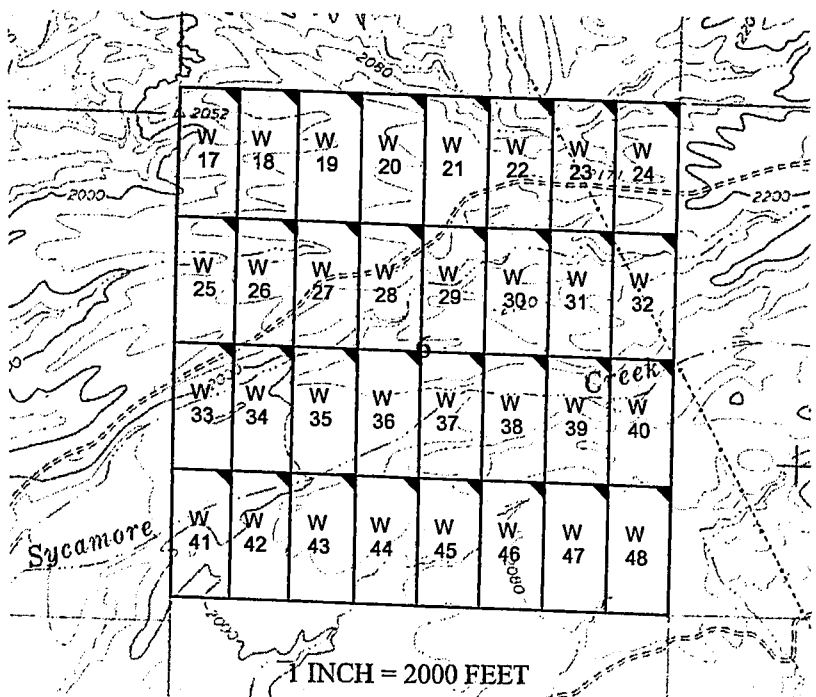 2080
2052
W W W W W W W W
17 18 19 20 21 22 23 24
2000
2200
W W W W W W W W
25 26 27 28 29 30 31 32
Creek
W W W W W W W W
33 34 35 36 37 38 39 40
W W W W W W W W
41 42 43 44 45 46 47 48
Sycamore
2080
2000
1 INCH = 2000 FEET